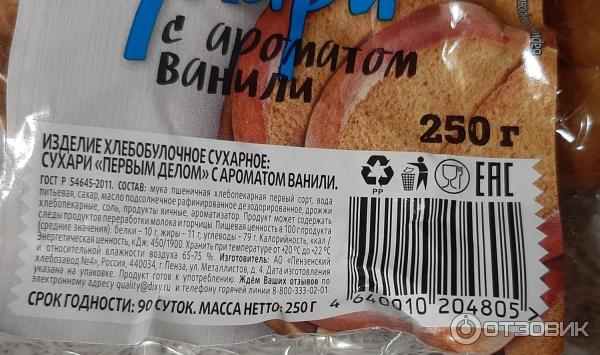 с ароматом
ванили
250 г
ИЗДЕЛИЕ ХЛЕБОБУЛОЧНОЕ СУХАРНОЕ:
СУХАРИ «ПЕРВЫМ ДЕЛОМ» С АРОМАТОМ ВАНИЛИ.
ГОСТ Р 54645-2011. СОСТАВ: мука пшеничная хлебопекарная первый сорт, вода
питьевая, сахар, масло подсолнечное рафинированное дезодорированное, дрожжи
хлебопекарные, соль, продукты яичные, ароматизатор. Продукт может содержать
следы продуктов переработки молока и горчицы. Пищевая ценность в 100 г продукта
(средние значения): белки - 10 г; жиры - 11 г, углеводы - 79 г. Калорийность, ккал /
Энергетическая ценность, кДж: 450/1900. Хранить при температуре от +20°С до +22°С
и относительной влажности воздуха 65-75 %. Изготовитель: АО «Пензенский
хлебозавод №4», Россия, 440034, г. Пенза, ул. Металлистов, д. 4. Дата изготовления
указана на упаковке. Продукт готов к употреблению. Ждём Ваших отзывов по
электронному адресу quality@dixy.ru и телефону горячей линии 8-800-333-02-01.
СРОК ГОДНОСТИ: 90 СУТОК. МАССА НЕТТО: 250 Г
PP
EAC
4 640010 204805 >
ОТЗОВИК